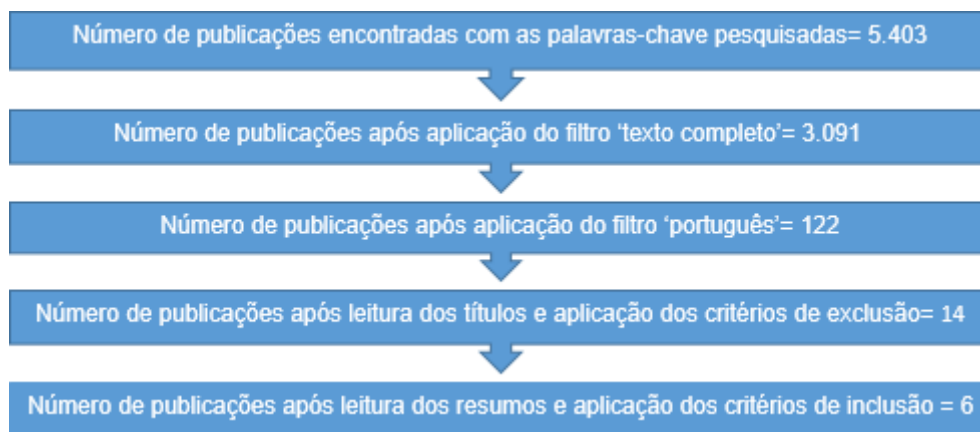 Número de publicações encontradas com as palavras-chave pesquisadas= 5.403
Número de publicações após aplicação do filtro ‘texto completo’= 3.091
Número de publicações após aplicação do filtro ‘português’= 122
Número de publicações após leitura dos títulos e aplicação dos critérios de exclusão= 14
Número de publicações após leitura dos resumos e aplicação dos critérios de inclusão = 6